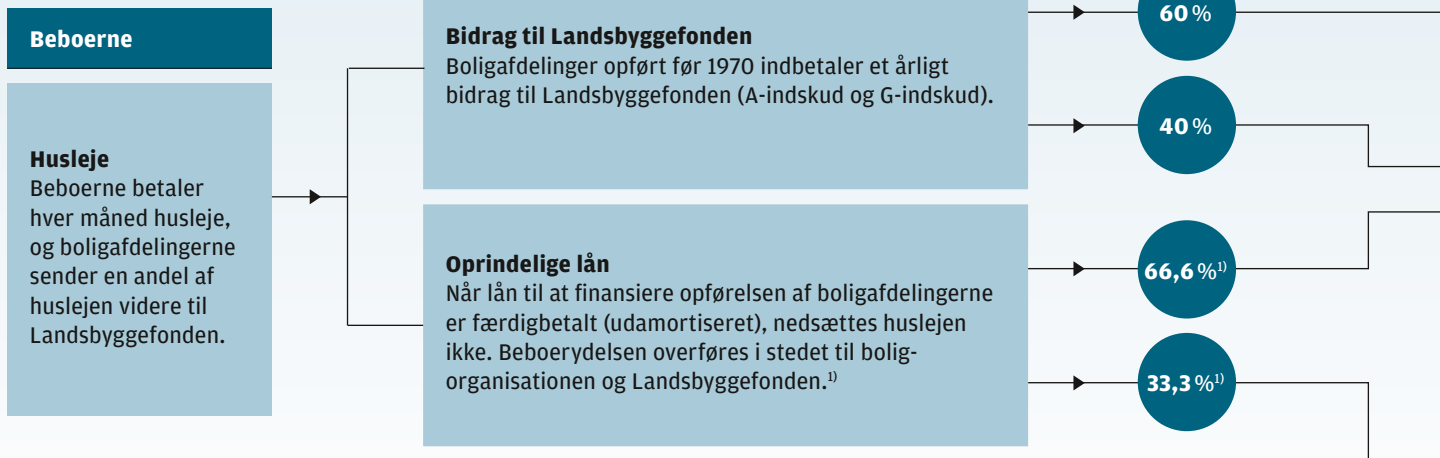 Beboerne
Husleje
Beboerne betaler
hver måned husleje,
og boligafdelingerne
sender en andel af
huslejen videre til
Landsbyggefonden.
Bidrag til Landsbyggefonden
Boligafdelinger opført før 1970 indbetaler et årligt
bidrag til Landsbyggefonden (A-indskud og G-indskud).
60 %
40 %
Oprindelige lån
Når lån til at finansiere opførelsen af boligafdelingerne
er færdigbetalt (udamortiseret), nedsættes huslejen
ikke. Beboerydelsen overføres i stedet til bolig-
organisationen og Landsbyggefonden.1)
66,6 %1)
33,3 %1)